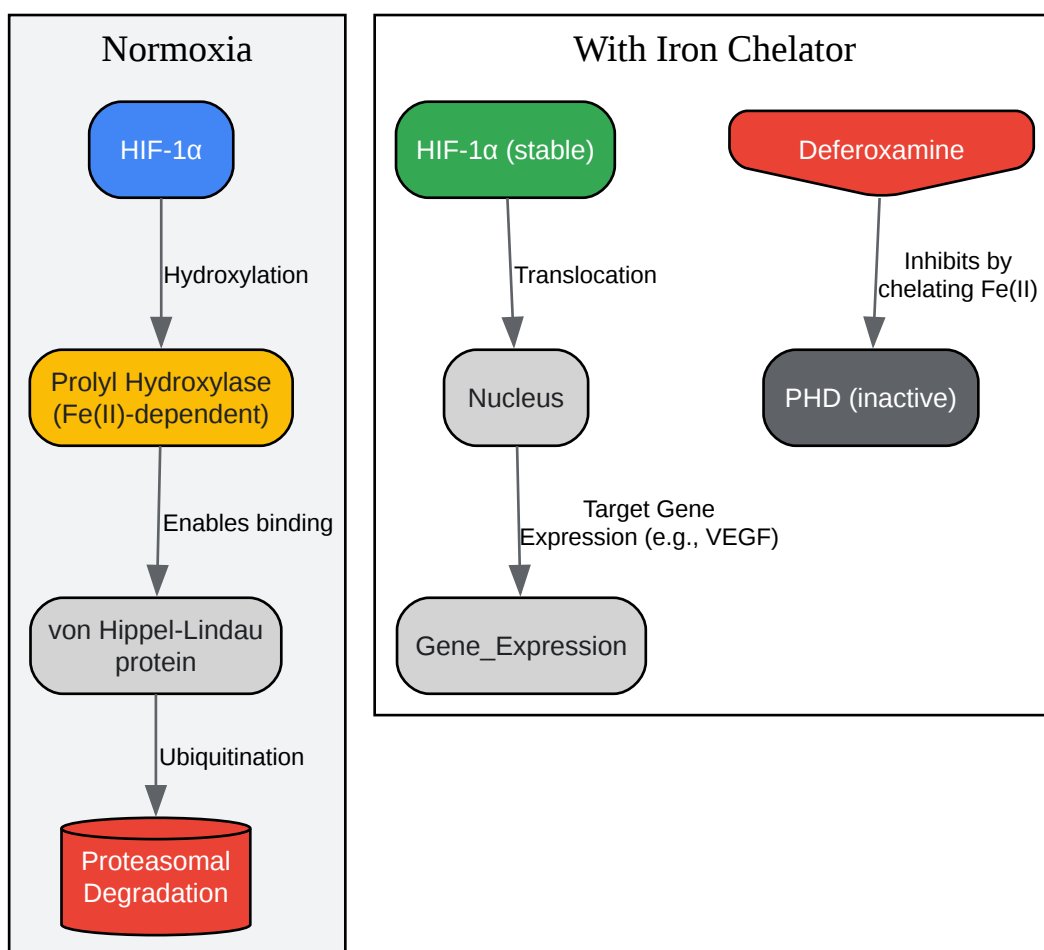 Normoxia
HIF-1α
Hydroxylation
Prolyl Hydroxylase
(Fe(II)-dependent)
Enables binding
von Hippel-Lindau
protein
Ubiquitination
Proteasomal
Degradation
With Iron Chelator
HIF-1α (stable)
Translocation
Nucleus
Target Gene
Expression (e.g., VEGF)
Gene_Expression
Deferoxamine
Inhibits by
chelating Fe(II)
PHD (inactive)